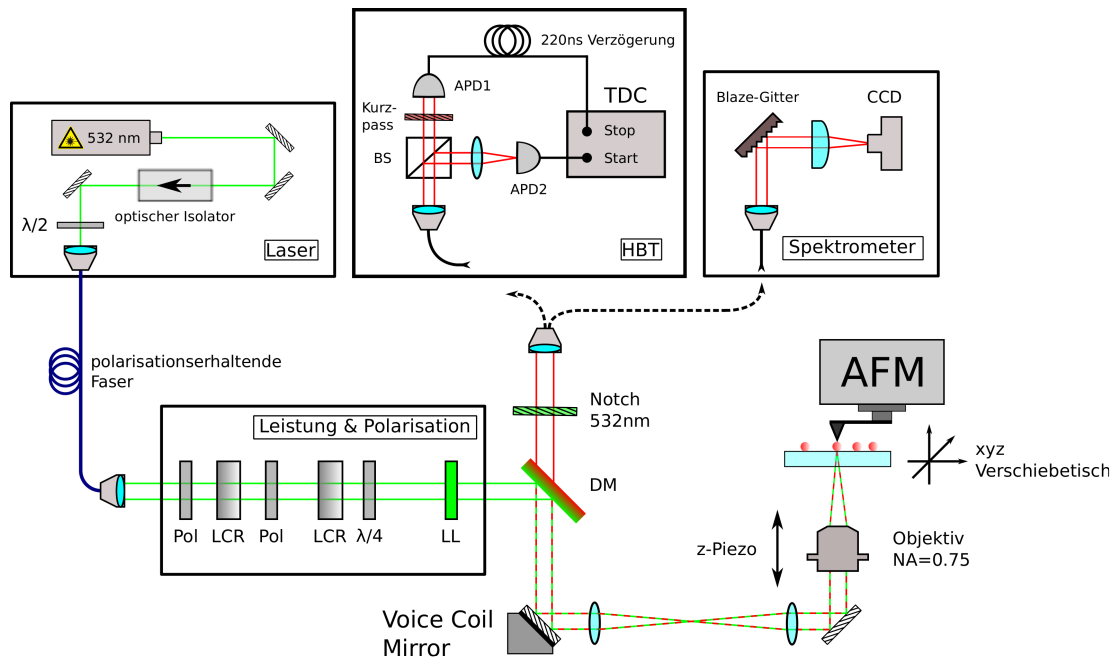 532 nm
optischer Isolator
λ/2
Laser
220ns Verzögerung
APD1
Kurz-
pass
BS
APD2
TDC
Stop
Start
HBT
Blaze-Gitter
CCD
Spektrometer
polarisationserhaltende
Faser
Leistung & Polarisation
Pol
LCR
Pol
LCR
λ/4
LL
Notch
532nm
DM
AFM
xyz
Verschiebetisch
z-Piezo
Objektiv
NA=0.75
Voice Coil
Mirror